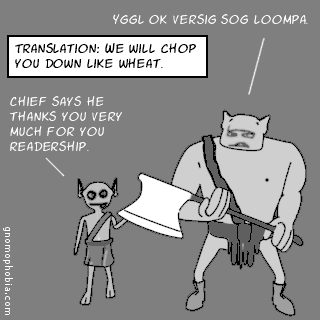 YGGL OK VERSIG SOG LOOMPA.
TRANSLATION: WE WILL CHOP
YOU DOWN LIKE WHEAT.
CHIEF SAYS HE
THANKS YOU VERY
MUCH FOR YOU
READERSHIP.
gnomophobia.com